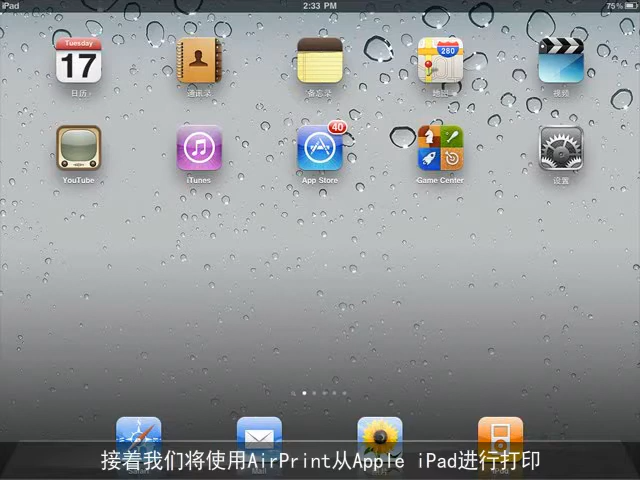 iPad 2:33 PM 75%
Tuesday
17
280
日历 通讯录 备忘录 地图 视频
40
YouTube iTunes App Store Game Center 设置
Safari Mail iPod
接着我们将使用AirPrint从Apple iPad进行打印